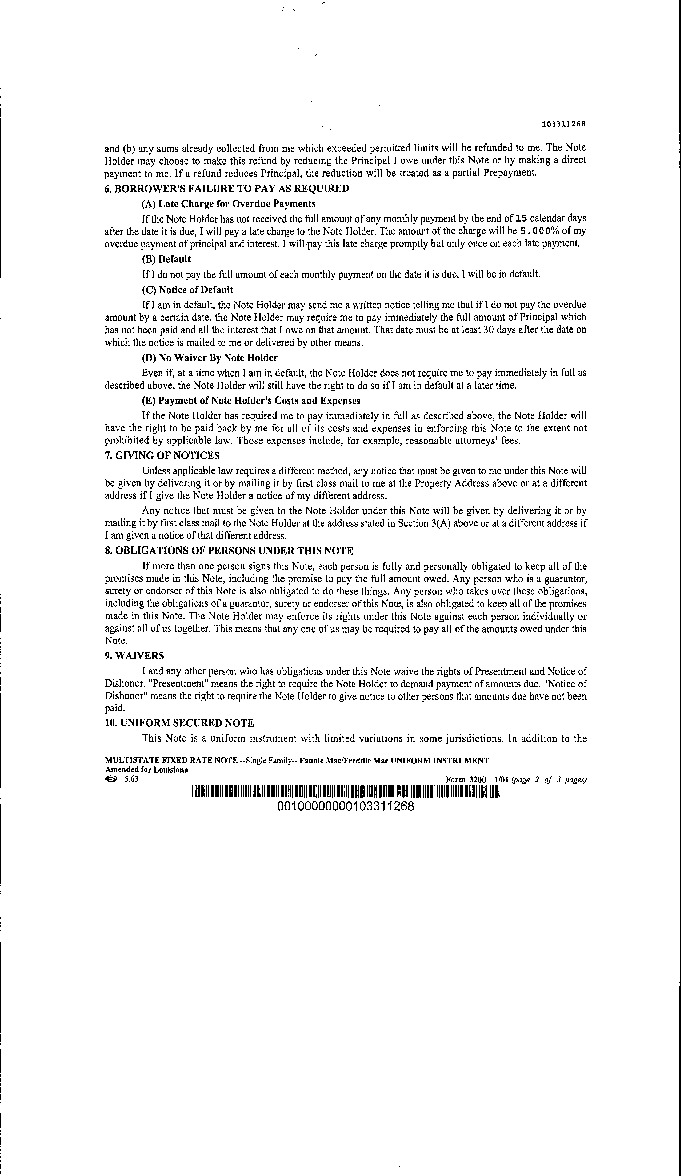 103311268
and (b) any sums already collected from me which exceeded permitted limits will be refunded to me. The Note
Holder may choose to make this refund by reducing the Principal I owe under this Note or by making a direct
payment to me. If a refund reduces Principal, the reduction will be treated as a partial Prepayment.
6. BORROWER'S FAILURE TO PAY AS REQUIRED
(A) Late Charge for Overdue Payments
If the Note Holder has not received the full amount of any monthly payment by the end of 15 calendar days
after the date it is due, I will pay a late charge to the Note Holder. The amount of the charge will be 5.000% of my
overdue payment of principal and interest. I will pay this late charge promptly but only once on each late payment.
(B) Default
If I do not pay the full amount of each monthly payment on the date it is due, I will be in default.
(C) Notice of Default
If I am in default, the Note Holder may send me a written notice telling me that if I do not pay the overdue
amount by a certain date, the Note Holder may require me to pay immediately the full amount of Principal which
has not been paid and all the interest that I owe on that amount. That date must be at least 30 days after the date on
which the notice is mailed to me or delivered by other means.
(D) No Waiver By Note Holder
Even if, at a time when I am in default, the Note Holder does not require me to pay immediately in full as
described above, the Note Holder will still have the right to do so if I am in default at a later time.
(E) Payment of Note Holder's Costs and Expenses
If the Note Holder has required me to pay immediately in full as described above, the Note Holder will
have the right to be paid back by me for all of its costs and expenses in enforcing this Note to the extent not
prohibited by applicable law. Those expenses include, for example, reasonable attorneys' fees.
7. GIVING OF NOTICES
Unless applicable law requires a different method, any notice that must be given to me under this Note will
be given by delivering it or by mailing it by first class mail to me at the Property Address above or at a different
address if I give the Note Holder a notice of my different address.
Any notice that must be given to the Note Holder under this Note will be given by delivering it or by
mailing it by first class mail to the Note Holder at the address stated in Section 3(A) above or at a different address if
I am given a notice of that different address.
8. OBLIGATIONS OF PERSONS UNDER THIS NOTE
If more than one person signs this Note, each person is fully and personally obligated to keep all of the
promises made in this Note, including the promise to pay the full amount owed. Any person who is a guarantor,
surety or endorser of this Note is also obligated to do these things. Any person who takes over these obligations,
including the obligations of a guarantor, surety or endorser of this Note, is also obligated to keep all of the promises
made in this Note. The Note Holder may enforce its rights under this Note against each person individually or
against all of us together. This means that any one of us may be required to pay all of the amounts owed under this
Note.
9. WAIVERS
I and any other person who has obligations under this Note waive the rights of Presentment and Notice of
Dishonor. "Presentment" means the right to require the Note Holder to demand payment of amounts due. "Notice of
Dishonor" means the right to require the Note Holder to give notice to other persons that amounts due have not been
paid.
10. UNIFORM SECURED NOTE
This Note is a uniform instrument with limited variations in some jurisdictions. In addition to the
MULTISTATE FIXED RATE NOTE--Single Family--Fannie Mae/Freddie Mac UNIFORM INSTRUMENT
Amended for Louisiana
5.63 Form 3200 1/01 (page 2 of 3 pages)
00100000000103311268